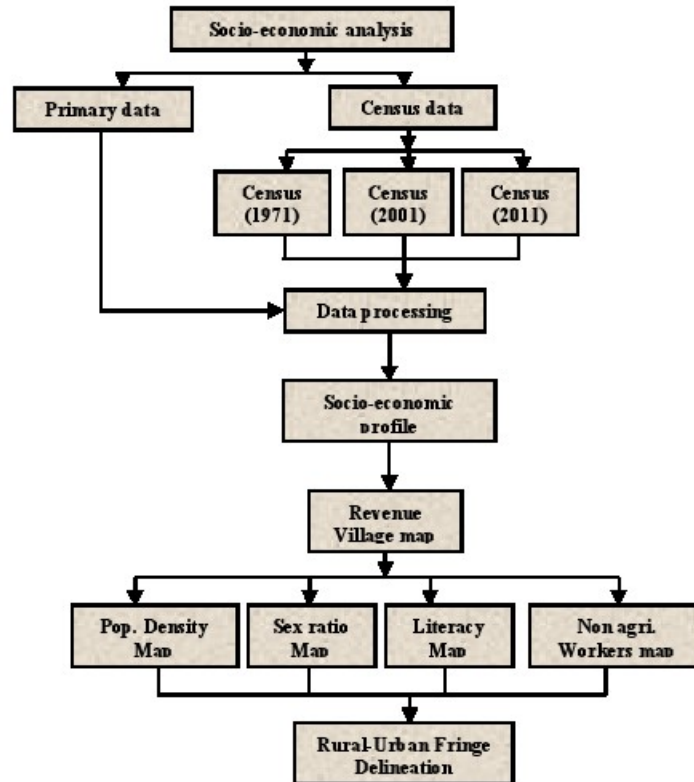 Socio-economic analysis
Primary data
Census data
Census
(1971)
Census
(2001)
Census
(2011)
Data processing
Socio-economic
profile
Revenue
Village map
Pop. Density
Map
Sex ratio
Map
Literacy
Map
Non agri.
Workers map
Rural-Urban Fringe
Delineation